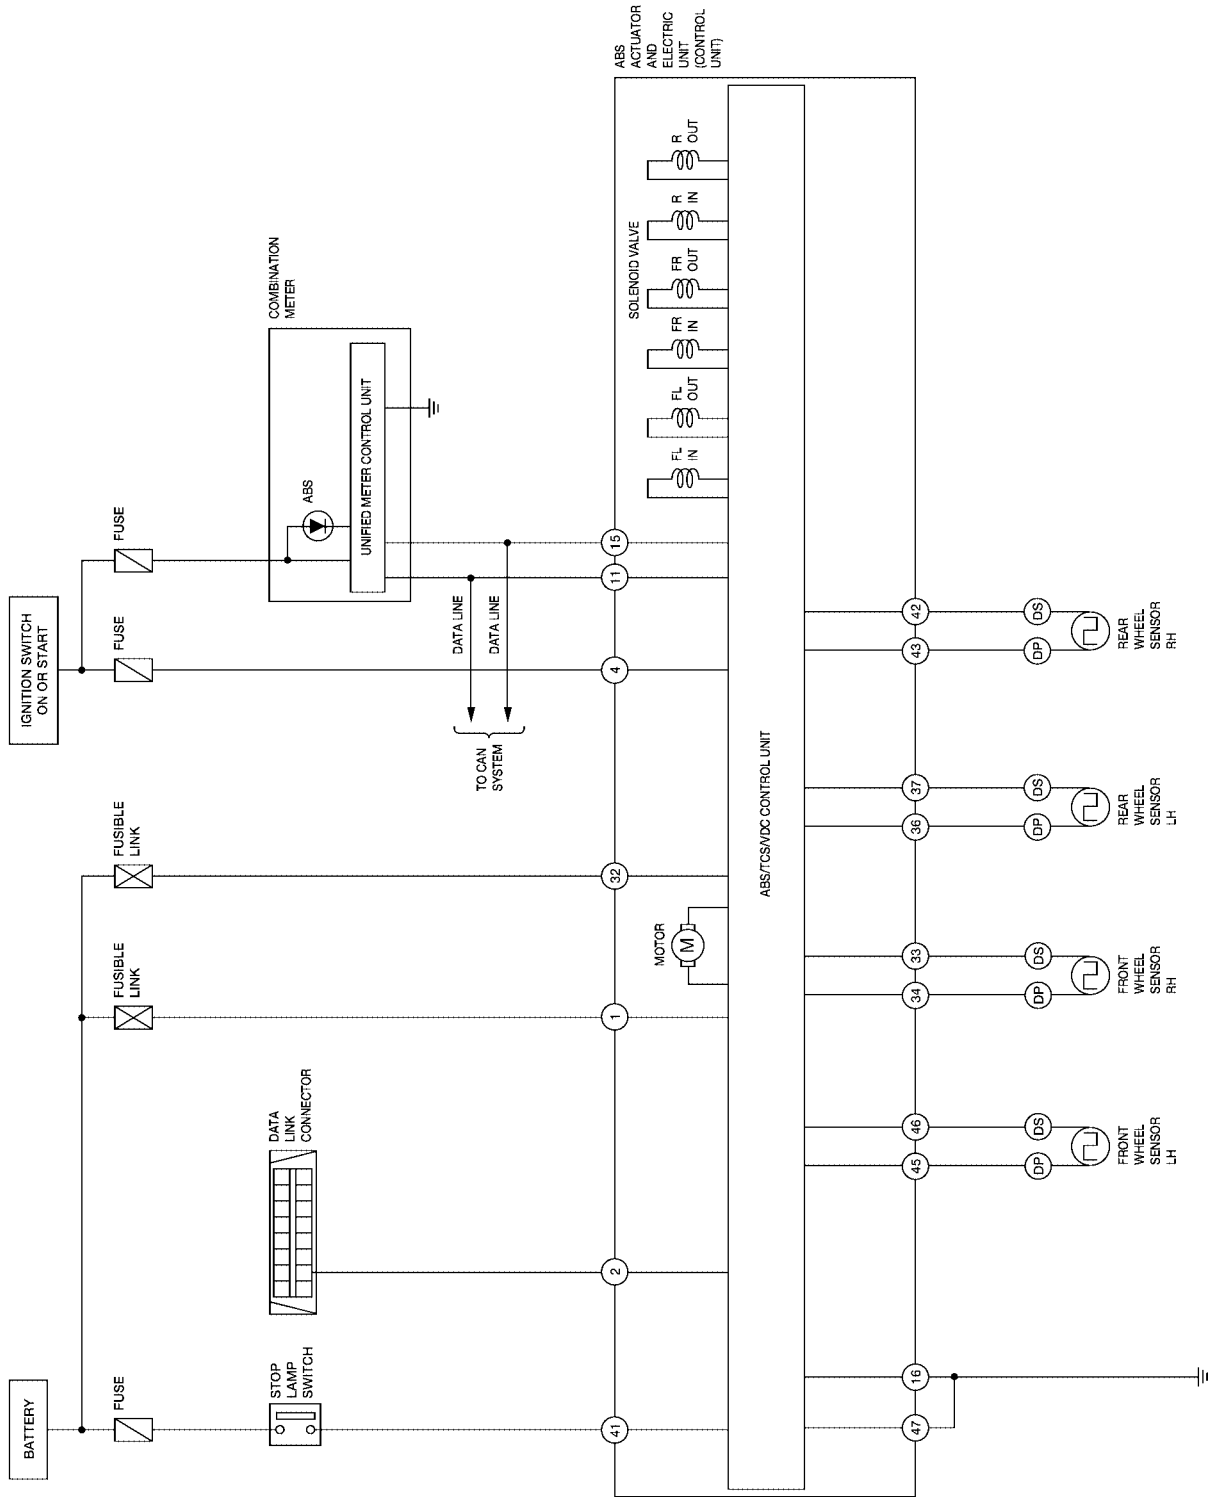 BATTERY
IGNITION SWITCH
ON OR START
FUSE
FUSIBLE
LINK
FUSIBLE
LINK
FUSE
FUSE
STOP
LAMP
SWITCH
DATA
LINK
CONNECTOR
COMBINATION
METER
ABS
UNIFIED METER CONTROL UNIT
DATA LINE
DATA LINE
TO CAN
SYSTEM
41
2
1
32
4
11
15
ABS
ACTUATOR
AND
ELECTRIC
UNIT
(CONTROL
UNIT)
MOTOR
M
SOLENOID VALVE
FL
IN
FL
OUT
FR
IN
FR
OUT
R
IN
R
OUT
ABS/TCS/VDC CONTROL UNIT
47
16
45
46
34
33
36
37
43
42
DP
DS
DP
DS
DP
DS
DP
DS
FRONT
WHEEL
SENSOR
LH
FRONT
WHEEL
SENSOR
RH
REAR
WHEEL
SENSOR
LH
REAR
WHEEL
SENSOR
RH